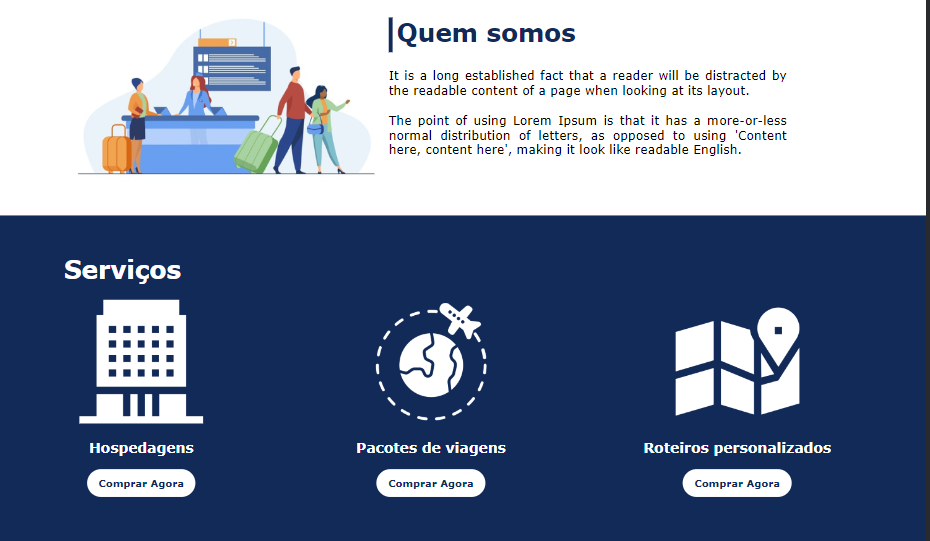 Quem somos
It is a long established fact that a reader will be distracted by
the readable content of a page when looking at its layout.
The point of using Lorem Ipsum is that it has a more-or-less
normal distribution of letters, as opposed to using 'Content
here, content here', making it look like readable English.
Serviços
Hospedagens
Pacotes de viagens
Roteiros personalizados
Comprar Agora
Comprar Agora
Comprar Agora